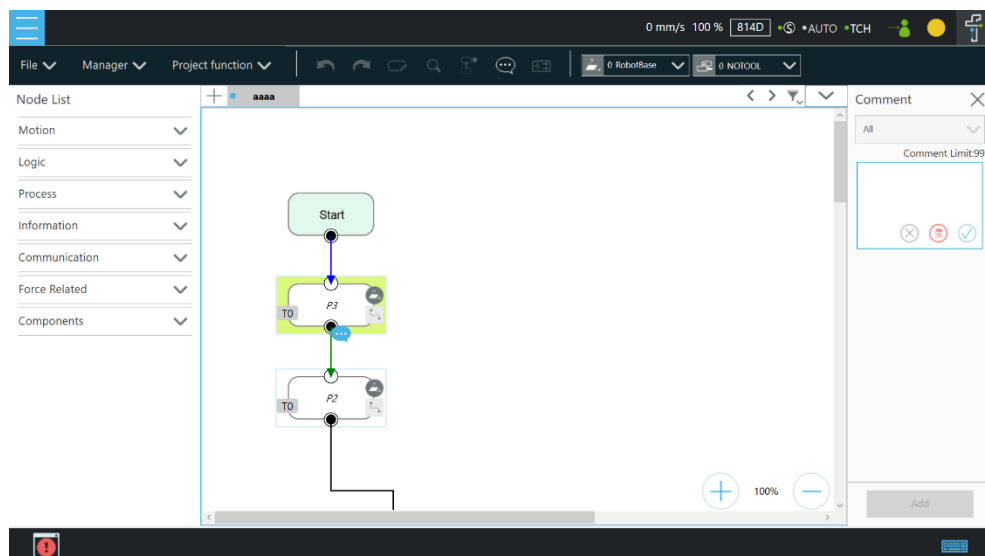 0 mm/s 100 % 814D •Ⓢ •AUTO •TCH
File Manager Project function 0 RobotBase 0 NOTOOL
Node List
aaaa
Comment
Motion
All
Logic
Comment Limit:99
Process
Information
Start
Communication
Force Related
P3
T0
Components
P2
T0
100%
Add